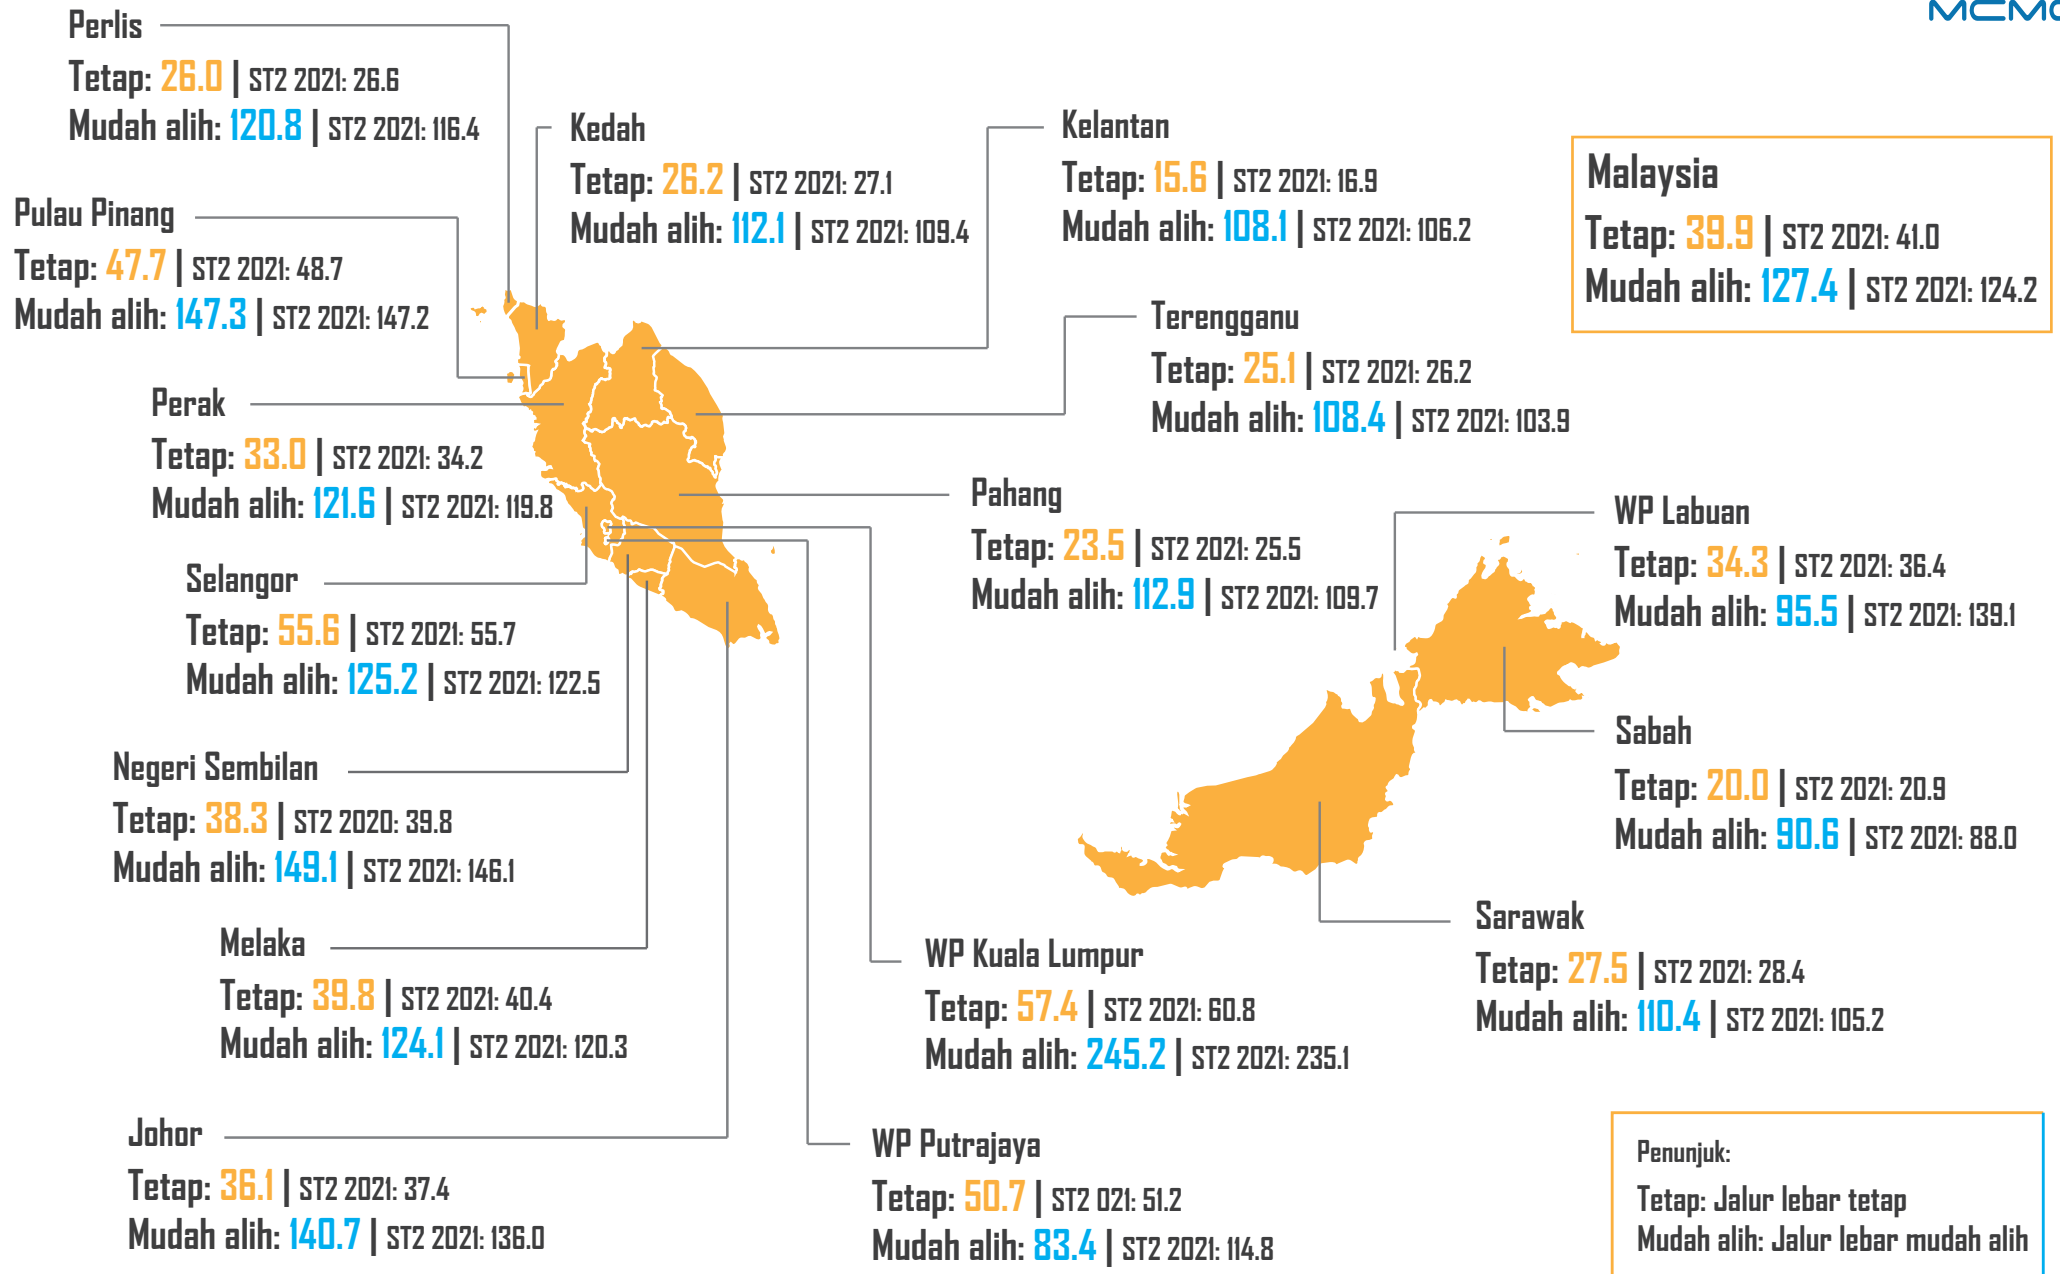 MCMC
Perlis
Tetap: 26.0 | ST2 2021: 26.6
Mudah alih: 120.8 | ST2 2021: 116.4
Kedah
Tetap: 26.2 | ST2 2021: 27.1
Mudah alih: 112.1 | ST2 2021: 109.4
Kelantan
Tetap: 15.6 | ST2 2021: 16.9
Mudah alih: 108.1 | ST2 2021: 106.2
Malaysia
Tetap: 39.9 | ST2 2021: 41.0
Mudah alih: 127.4 | ST2 2021: 124.2
Pulau Pinang
Tetap: 47.7 | ST2 2021: 48.7
Mudah alih: 147.3 | ST2 2021: 147.2
Terengganu
Tetap: 25.1 | ST2 2021: 26.2
Mudah alih: 108.4 | ST2 2021: 103.9
Perak
Tetap: 33.0 | ST2 2021: 34.2
Mudah alih: 121.6 | ST2 2021: 119.8
Pahang
Tetap: 23.5 | ST2 2021: 25.5
Mudah alih: 112.9 | ST2 2021: 109.7
WP Labuan
Tetap: 34.3 | ST2 2021: 36.4
Mudah alih: 95.5 | ST2 2021: 139.1
Selangor
Tetap: 55.6 | ST2 2021: 55.7
Mudah alih: 125.2 | ST2 2021: 122.5
Sabah
Tetap: 20.0 | ST2 2021: 20.9
Mudah alih: 90.6 | ST2 2021: 88.0
Negeri Sembilan
Tetap: 38.3 | ST2 2020: 39.8
Mudah alih: 149.1 | ST2 2021: 146.1
Sarawak
Tetap: 27.5 | ST2 2021: 28.4
Mudah alih: 110.4 | ST2 2021: 105.2
Melaka
Tetap: 39.8 | ST2 2021: 40.4
Mudah alih: 124.1 | ST2 2021: 120.3
WP Kuala Lumpur
Tetap: 57.4 | ST2 2021: 60.8
Mudah alih: 245.2 | ST2 2021: 235.1
Johor
Tetap: 36.1 | ST2 2021: 37.4
Mudah alih: 140.7 | ST2 2021: 136.0
WP Putrajaya
Tetap: 50.7 | ST2 021: 51.2
Mudah alih: 83.4 | ST2 2021: 114.8
Penunjuk:
Tetap: Jalur lebar tetap
Mudah alih: Jalur lebar mudah alih